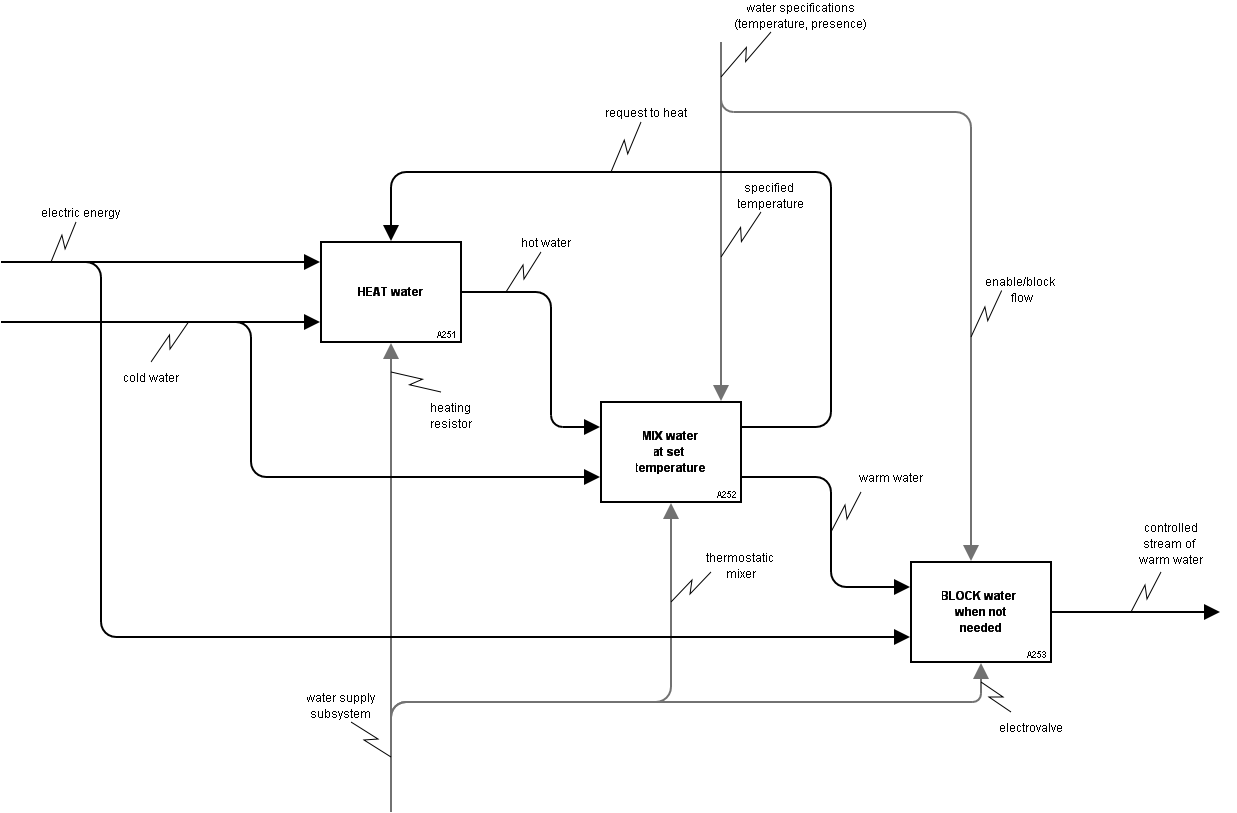 water specifications
(temperature, presence)
request to heat
specified
temperature
electric energy
hot water
HEAT water
A251
enable/block
flow
cold water
heating
resistor
MIX water
at set
temperature
A252
warm water
thermostatic
mixer
controlled
stream of
warm water
BLOCK water
when not
needed
A253
water supply
subsystem
electrovalve